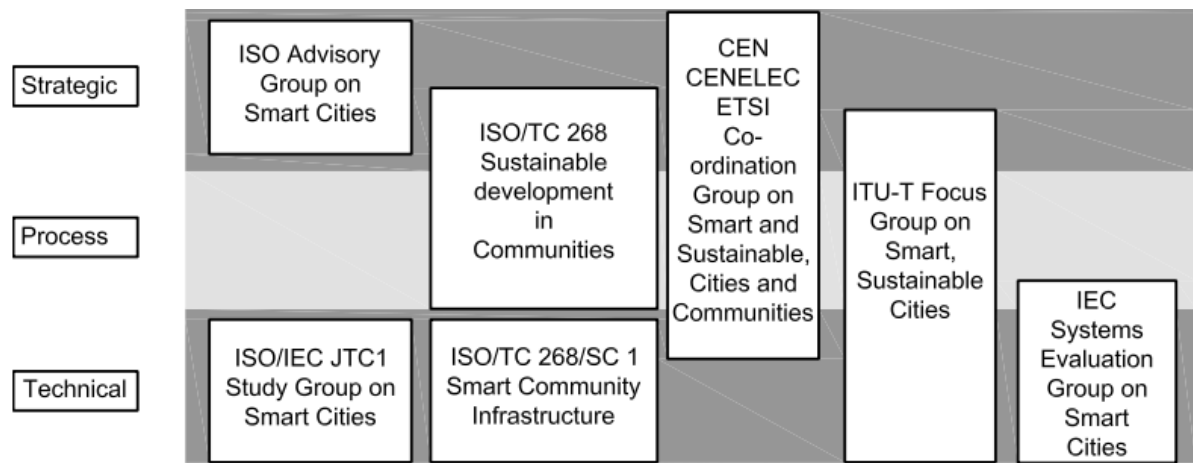 Strategic
Process
Technical
ISO Advisory
Group on
Smart Cities
ISO/IEC JTC1
Study Group on
Smart Cities
ISO/TC 268
Sustainable
development
in
Communities
ISO/TC 268/SC 1
Smart Community
Infrastructure
CEN
CENELEC
ETSI
Co-
ordination
Group on
Smart and
Sustainable,
Cities and
Communities
ITU-T Focus
Group on
Smart,
Sustainable
Cities
IEC
Systems
Evaluation
Group on
Smart
Cities